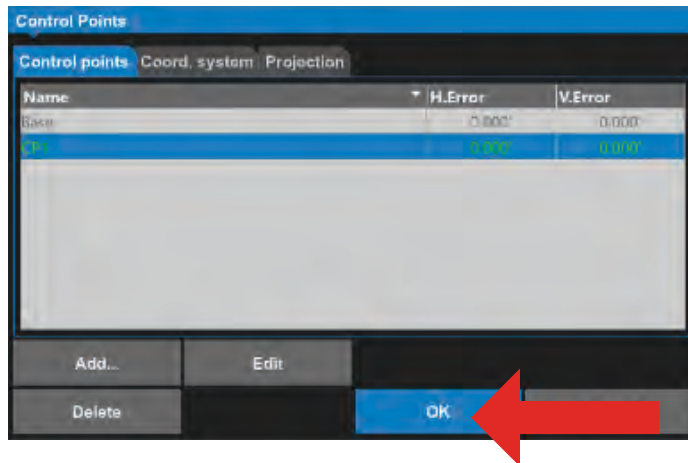 Control Points
Control points Coord. system Projection
Name H.Error V.Error
Base 0.000' 0.000'
CP1 0.000' 0.000'
Add... Edit
Delete OK